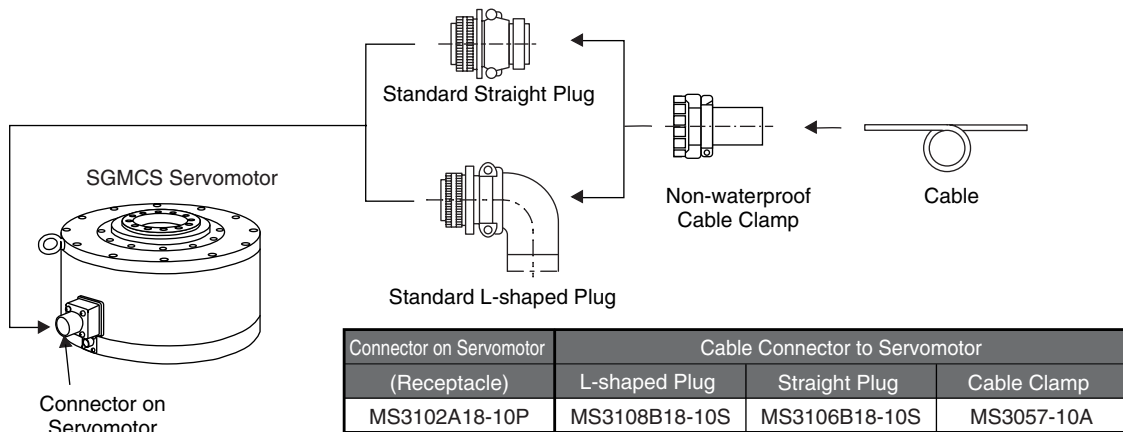 Standard Straight Plug
SGMCS Servomotor
Non-waterproof
Cable Clamp
Cable
Standard L-shaped Plug
Connector on
Servomotor
Connector on Servomotor Cable Connector to Servomotor
(Receptacle) L-shaped Plug Straight Plug Cable Clamp
MS3102A18-10P MS3108B18-10S MS3106B18-10S MS3057-10A